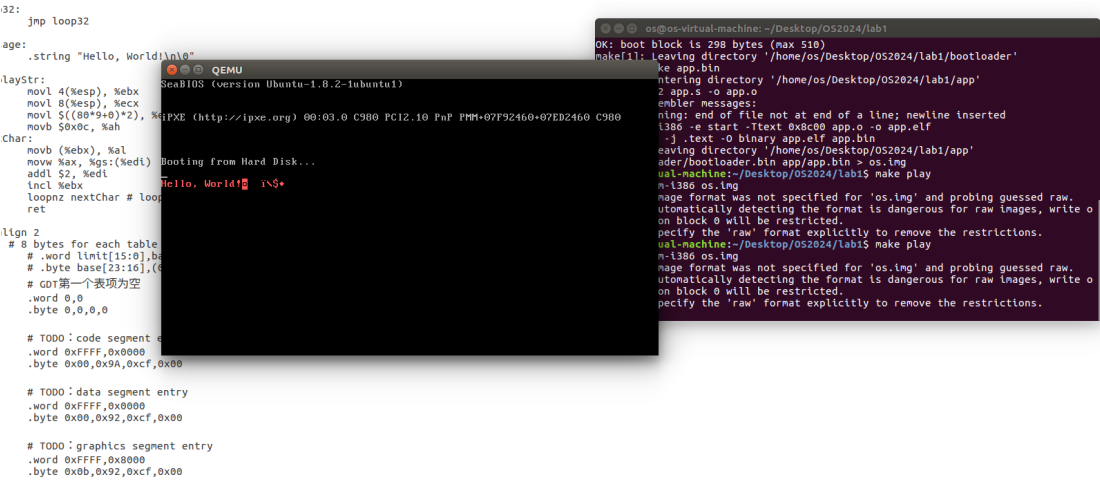 32:
jmp loop32
age:
.string "Hello, World!\n\0"
playStr:
movl 4(%esp), %ebx
movl 8(%esp), %ecx
movl $((80*9+0)*2), %e
movb $0x0c, %ah
Char:
movb (%ebx), %al
movw %ax, %gs:(%edi)
addl $2, %edi
incl %ebx
loopnz nextChar # loop
ret
lign 2
# 8 bytes for each table
# .word limit[15:0],ba
# .byte base[23:16],(0
# GDT第一个表项为空
.word 0,0
.byte 0,0,0,0
# TODO：code segment e
.word 0xFFFF,0x0000
.byte 0x00,0x9A,0xcf,0x00
# TODO：data segment entry
.word 0xFFFF,0x0000
.byte 0x00,0x92,0xcf,0x00
# TODO：graphics segment entry
.word 0xFFFF,0x8000
.byte 0x0b,0x92,0xcf,0x00
QEMU
SeaBIOS (version Ubuntu-1.8.2-1ubuntu1)
iPXE (http://ipxe.org) 00:03.0 C980 PCI2.10 PnP PMM+07F92460+07ED2460 C980
Booting from Hard Disk...
Hello, World!
os@os-virtual-machine: ~/Desktop/OS2024/lab1
OK: boot block is 298 bytes (max 510)
make[1]: Leaving directory '/home/os/Desktop/OS2024/lab1/bootloader'
ke app.bin
ntering directory '/home/os/Desktop/OS2024/lab1/app'
2 app.s -o app.o
embler messages:
ning: end of file not at end of a line; newline inserted
i386 -e start -Ttext 0x8c00 app.o -o app.elf
-j .text -O binary app.elf app.bin
eaving directory '/home/os/Desktop/OS2024/lab1/app'
ader/bootloader.bin app/app.bin > os.img
ual-machine:~/Desktop/OS2024/lab1$ make play
m-i386 os.img
mage format was not specified for 'os.img' and probing guessed raw.
utomatically detecting the format is dangerous for raw images, write o
on block 0 will be restricted.
pecify the 'raw' format explicitly to remove the restrictions.
ual-machine:~/Desktop/OS2024/lab1$ make play
m-i386 os.img
mage format was not specified for 'os.img' and probing guessed raw.
utomatically detecting the format is dangerous for raw images, write o
on block 0 will be restricted.
pecify the 'raw' format explicitly to remove the restrictions.